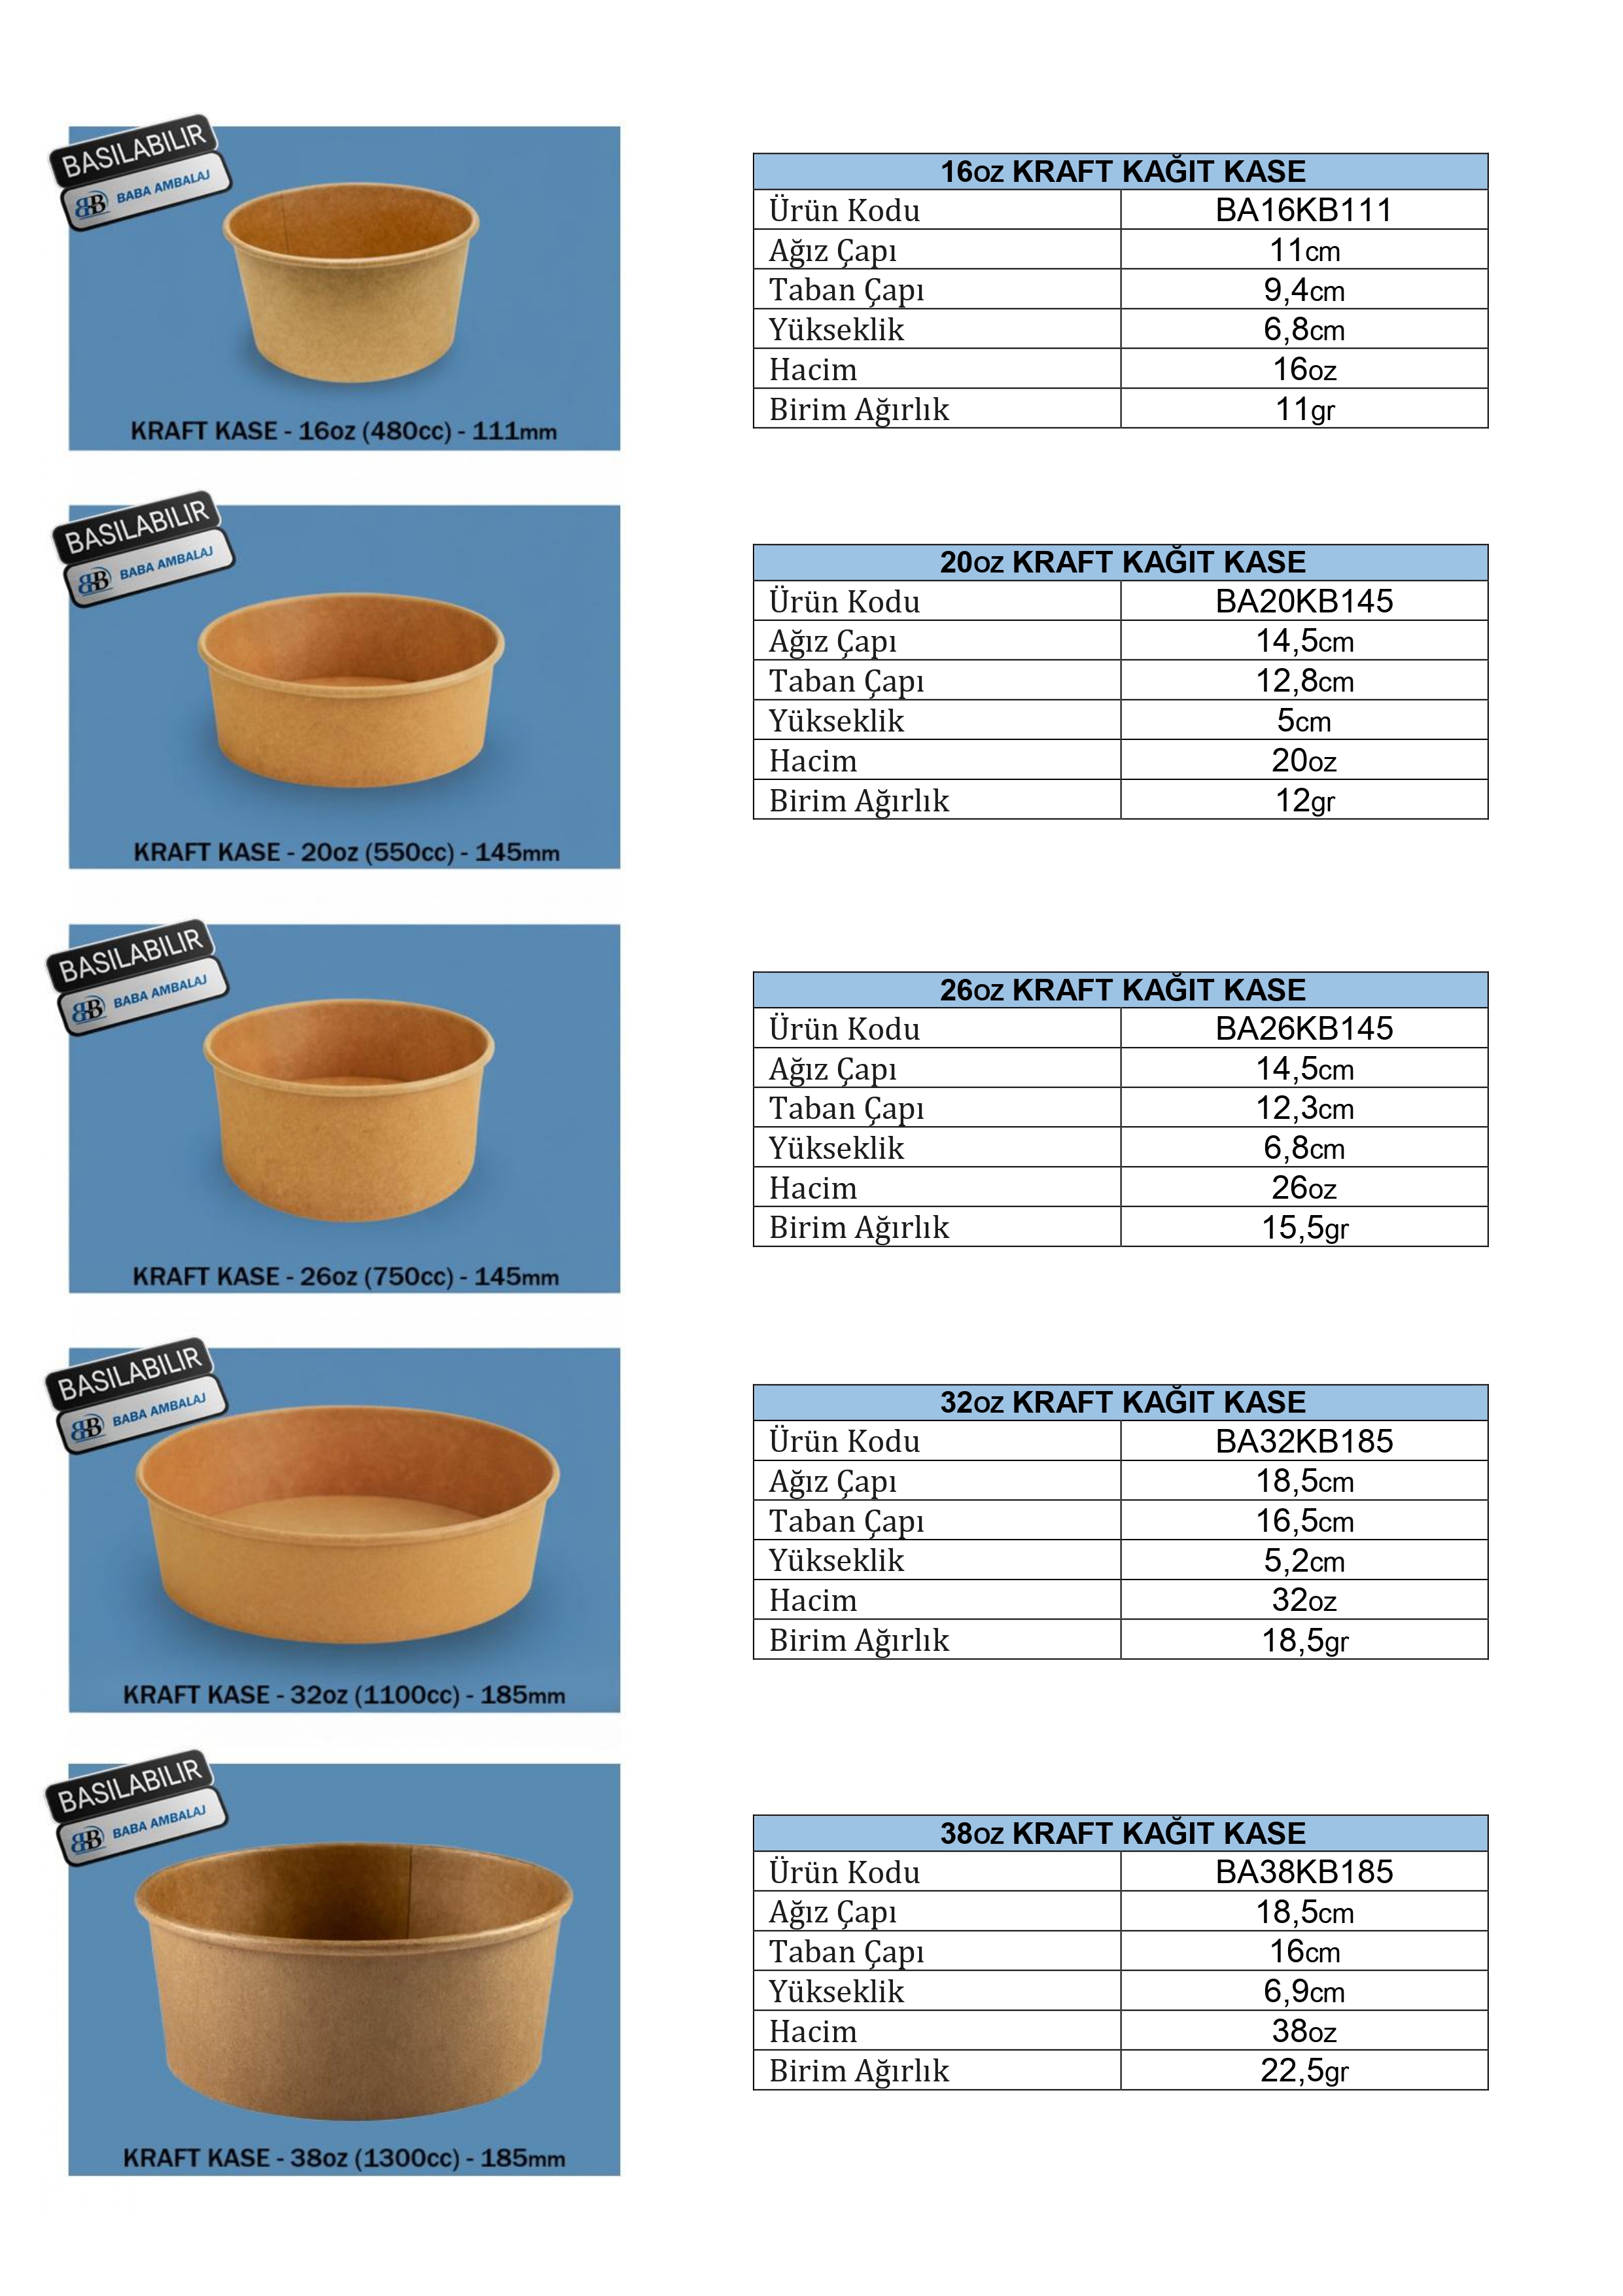 BASILABILIR
BB BABA AMBALAJ
KRAFT KASE - 16oz (480cc) - 111mm
16oz KRAFT KAĞIT KASE
Ürün Kodu BA16KB111
Ağız Çapı 11cm
Taban Çapı 9,4cm
Yükseklik 6,8cm
Hacim 16oz
Birim Ağırlık 11gr
BASILABILIR
BB BABA AMBALAJ
KRAFT KASE - 20oz (550cc) - 145mm
20oz KRAFT KAĞIT KASE
Ürün Kodu BA20KB145
Ağız Çapı 14,5cm
Taban Çapı 12,8cm
Yükseklik 5cm
Hacim 20oz
Birim Ağırlık 12gr
BASILABILIR
BB BABA AMBALAJ
KRAFT KASE - 26oz (750cc) - 145mm
26oz KRAFT KAĞIT KASE
Ürün Kodu BA26KB145
Ağız Çapı 14,5cm
Taban Çapı 12,3cm
Yükseklik 6,8cm
Hacim 26oz
Birim Ağırlık 15,5gr
BASILABILIR
BB BABA AMBALAJ
KRAFT KASE - 32oz (1100cc) - 185mm
32oz KRAFT KAĞIT KASE
Ürün Kodu BA32KB185
Ağız Çapı 18,5cm
Taban Çapı 16,5cm
Yükseklik 5,2cm
Hacim 32oz
Birim Ağırlık 18,5gr
BASILABILIR
BB BABA AMBALAJ
KRAFT KASE - 38oz (1300cc) - 185mm
38oz KRAFT KAĞIT KASE
Ürün Kodu BA38KB185
Ağız Çapı 18,5cm
Taban Çapı 16cm
Yükseklik 6,9cm
Hacim 38oz
Birim Ağırlık 22,5gr